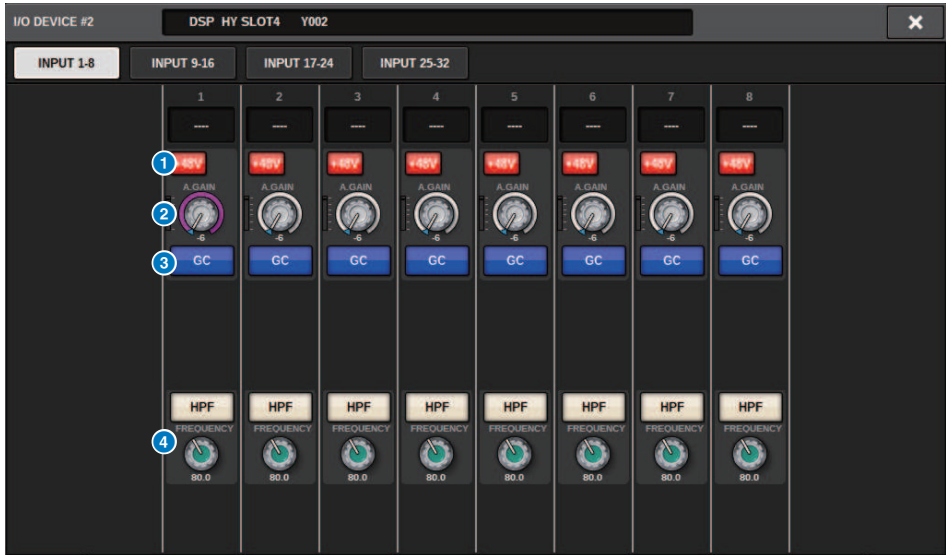 I/O DEVICE #2 DSP HY SLOT4 Y002 ×
INPUT 1-8 INPUT 9-16 INPUT 17-24 INPUT 25-32
1 2 3 4 5 6 7 8
---- ---- ---- ---- ---- ---- ---- ----
1 +48V +48V +48V +48V +48V +48V +48V +48V
A.GAIN A.GAIN A.GAIN A.GAIN A.GAIN A.GAIN A.GAIN A.GAIN
2
-6 -6 -6 -6 -6 -6 -6 -6
3 GC GC GC GC GC GC GC GC
HPF HPF HPF HPF HPF HPF HPF HPF
FREQUENCY FREQUENCY FREQUENCY FREQUENCY FREQUENCY FREQUENCY FREQUENCY FREQUENCY
4
80.0 80.0 80.0 80.0 80.0 80.0 80.0 80.0